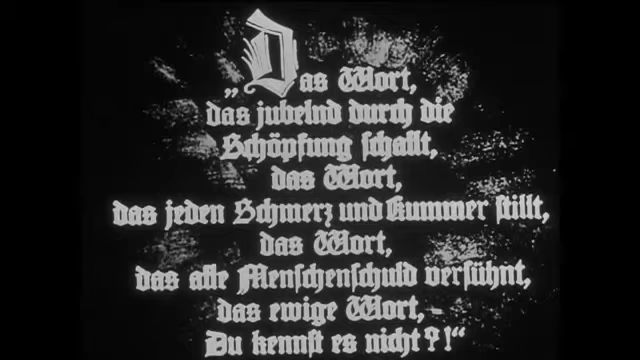 „Das Wort,
das jubelnd durch die
Schöpfung schallt,
das Wort,
das jeden Schmerz und Kummer stillt,
das Wort,
das alle Menschenschuld versühnt,
das ewige Wort, –
Du kennst es nicht?!“